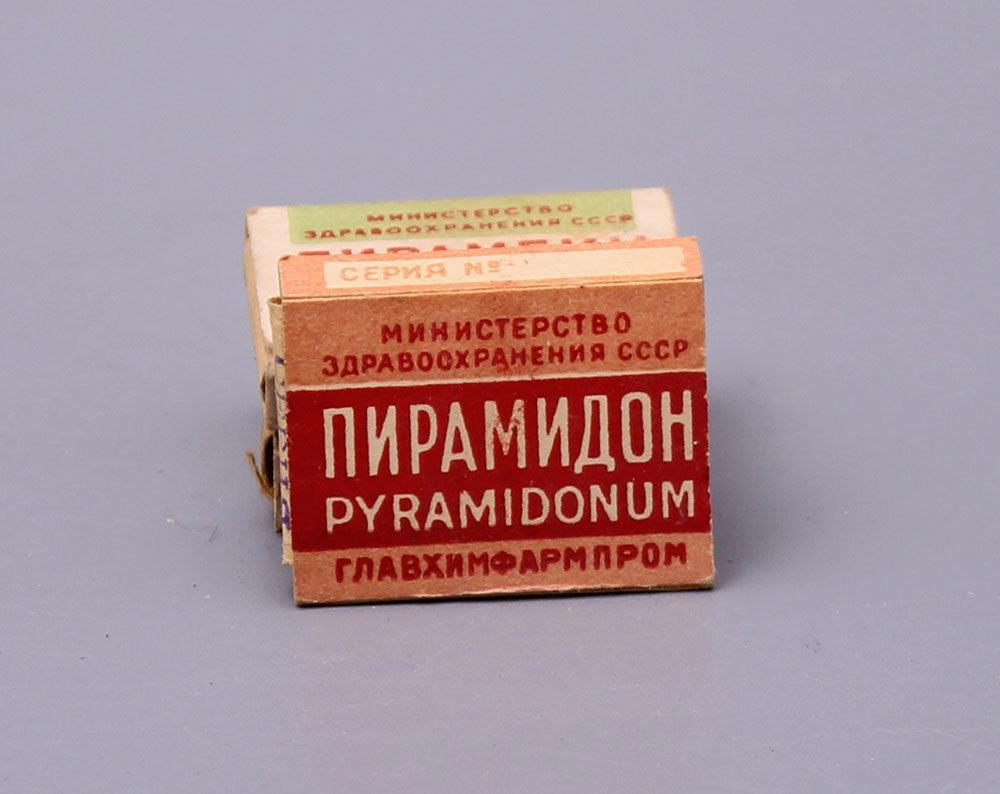 МИНИСТЕРСТВО
ЗДРАВООХРАНЕНИЯ СССР
СЕРИЯ №
МИНИСТЕРСТВО
ЗДРАВООХРАНЕНИЯ СССР
ПИРАМИДОН
PYRAMIDONUM
ГЛАВХИМФАРМПРОМ